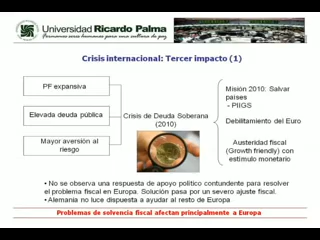 Universidad Ricardo Palma
Formamos seres humanos para una cultura de paz
Crisis internacional: Tercer impacto (1)
PF expansiva
Elevada deuda pública
Mayor aversión al
riesgo
Crisis de Deuda Soberana
(2010)
Misión 2010: Salvar
países
- PIIGS
Debilitamiento del Euro
Austeridad fiscal
(Growth friendly) con
estímulo monetario
• No se observa una respuesta de apoyo político contundente para resolver
el problema fiscal en Europa. Solución pasa por un severo ajuste fiscal.
• Alemania no luce dispuesta a ayudar al resto de Europa
Problemas de solvencia fiscal afectan principalmente a Europa